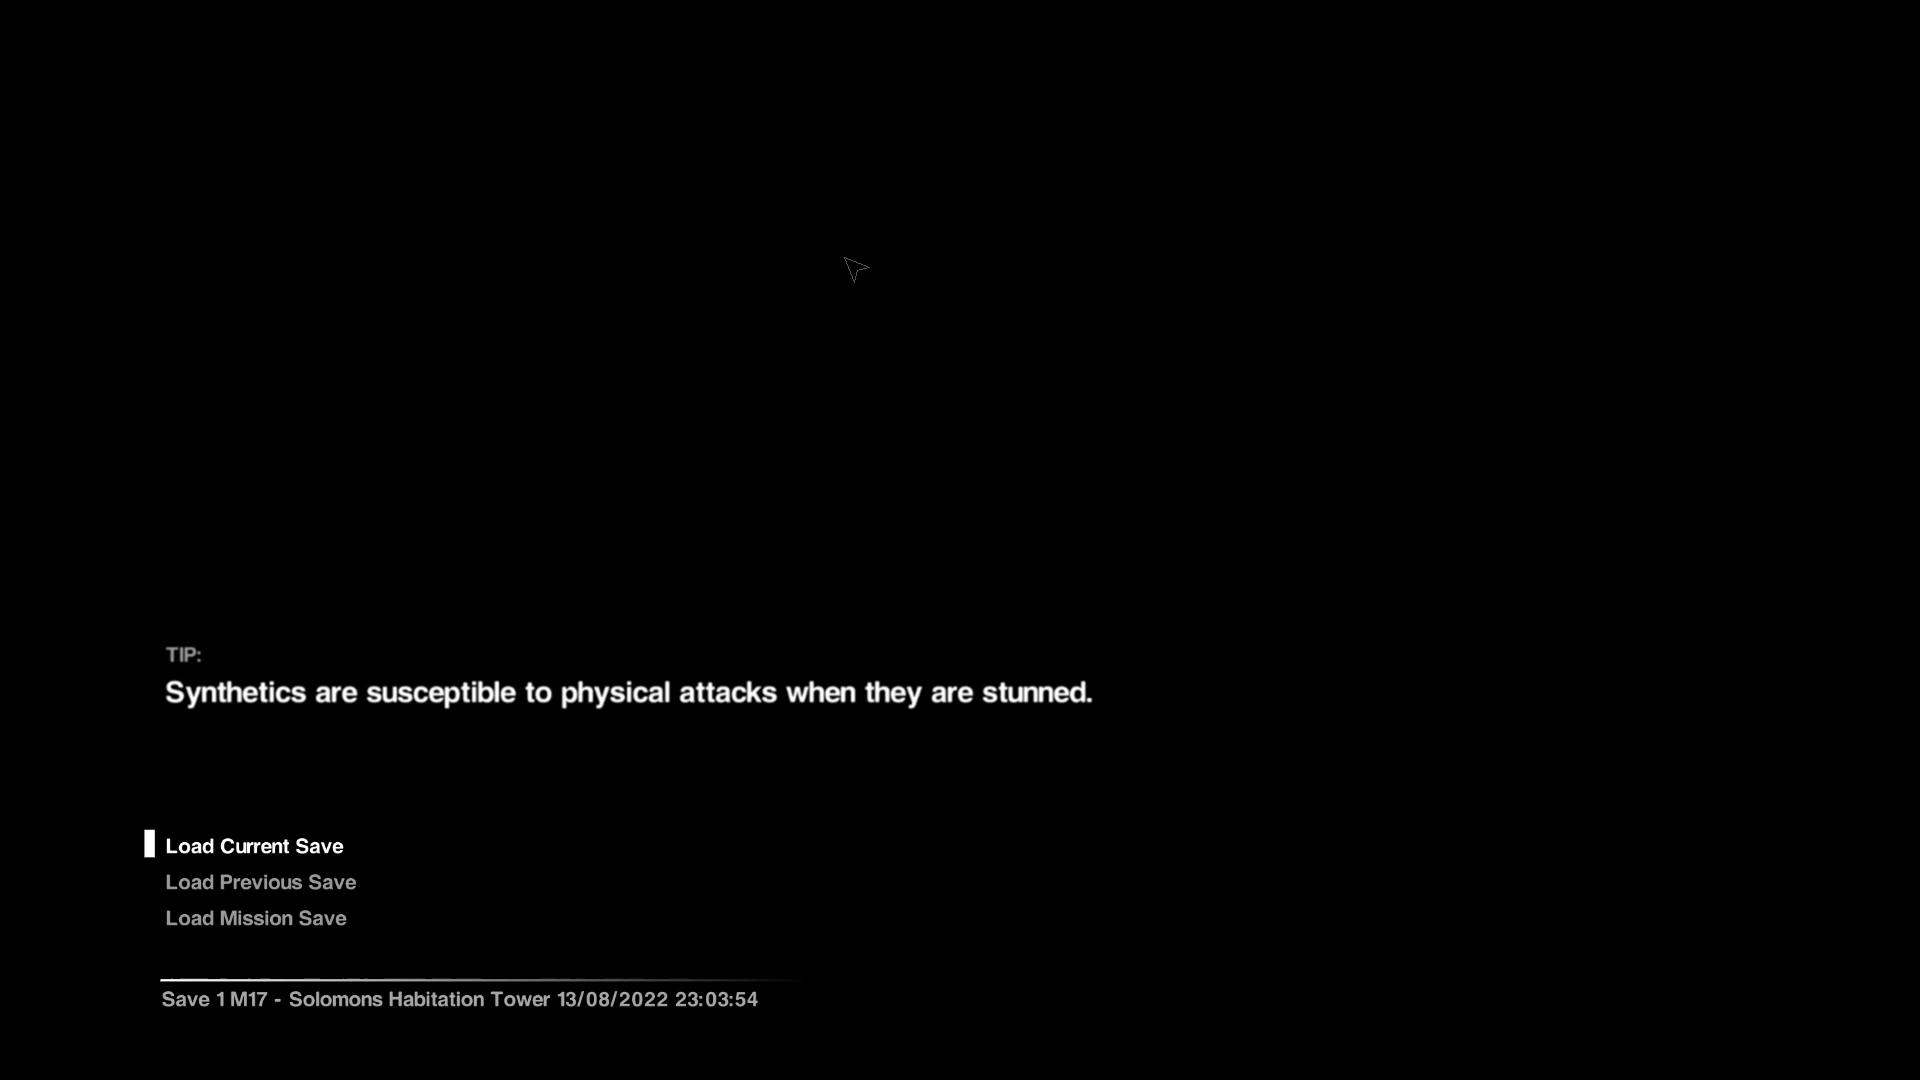 TIP:
Synthetics are susceptible to physical attacks when they are stunned.
Load Current Save
Load Previous Save
Load Mission Save
Save 1 M17 - Solomons Habitation Tower 13/08/2022 23:03:54